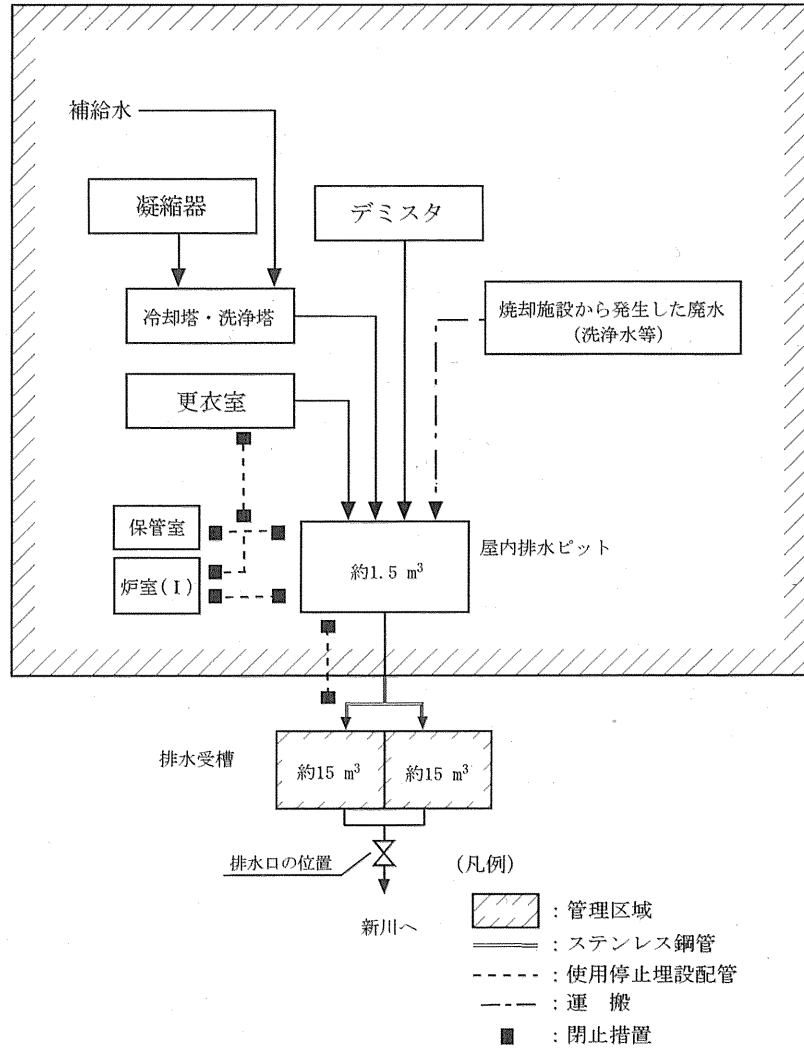 補給水
凝縮器
デミスタ
冷却塔・洗浄塔
焼却施設から発生した廃水
(洗浄水等)
更衣室
保管室
炉室(Ⅰ)
約1.5 m³
屋内排水ピット
排水受槽
約15 m³
約15 m³
排水口の位置
新川へ
(凡例)
：管理区域
：ステンレス鋼管
：使用停止埋設配管
：運　搬
：閉止措置